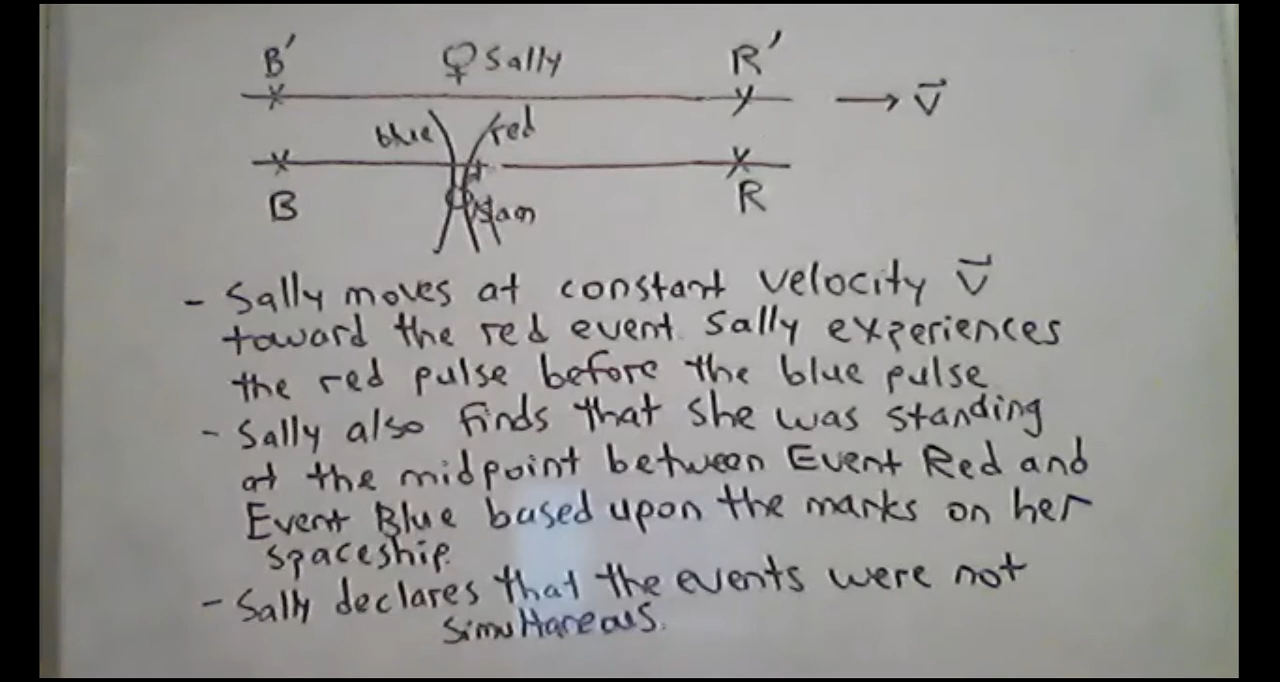 B' Sally R'
→ v
blue red
B Sam R
- Sally moves at constant velocity v
toward the red event. Sally experiences
the red pulse before the blue pulse
- Sally also finds that she was standing
at the midpoint between Event Red and
Event Blue based upon the marks on her
spaceship.
- Sally declares that the events were not
simultaneous.